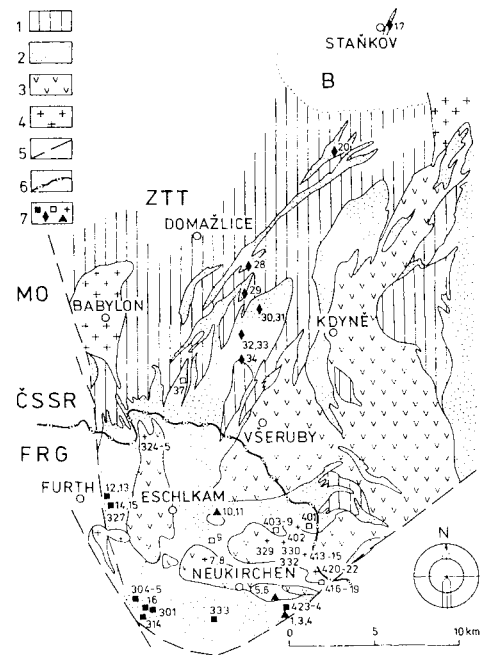 1
2
3
4
5
6
7
17
STAŇKOV
B
20
ZTT
DOMAŽLICE
28
MO
29
BABYLON
30,31
KDYNĚ
32,33
34
37
ČSSR
VŠERUBY
FRG
324-5
FURTH
12,13
ESCHLKAM
14,15
327
10,11
403-9
401
9
402
329
330
332
413-15
7,8
420-22
NEUKIRCHEN
416-19
5,6
304-5
16
301
314
333
423-4
1,3,4
N
0
5
10 km